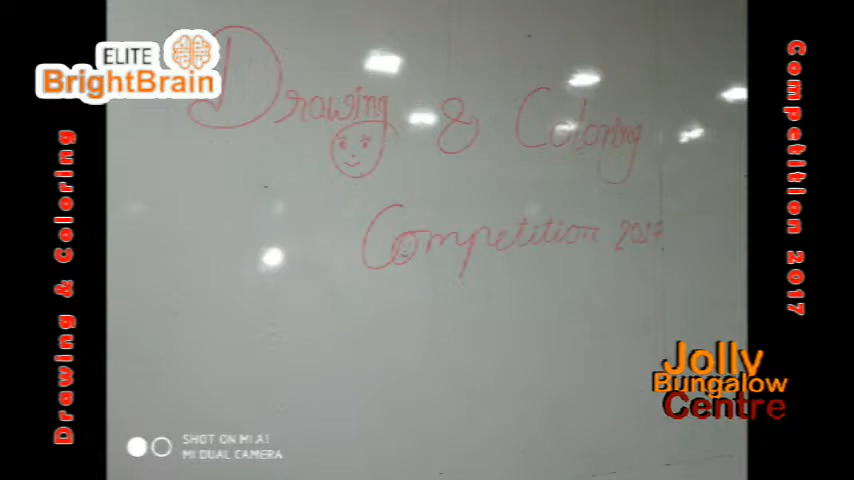 ELITE
BrightBrain
Drawing & Coloring
Competition 2017
Drawing & Coloring
Competition 2017
Jolly
Bungalow
Centre
SHOT ON MI A1
MI DUAL CAMERA